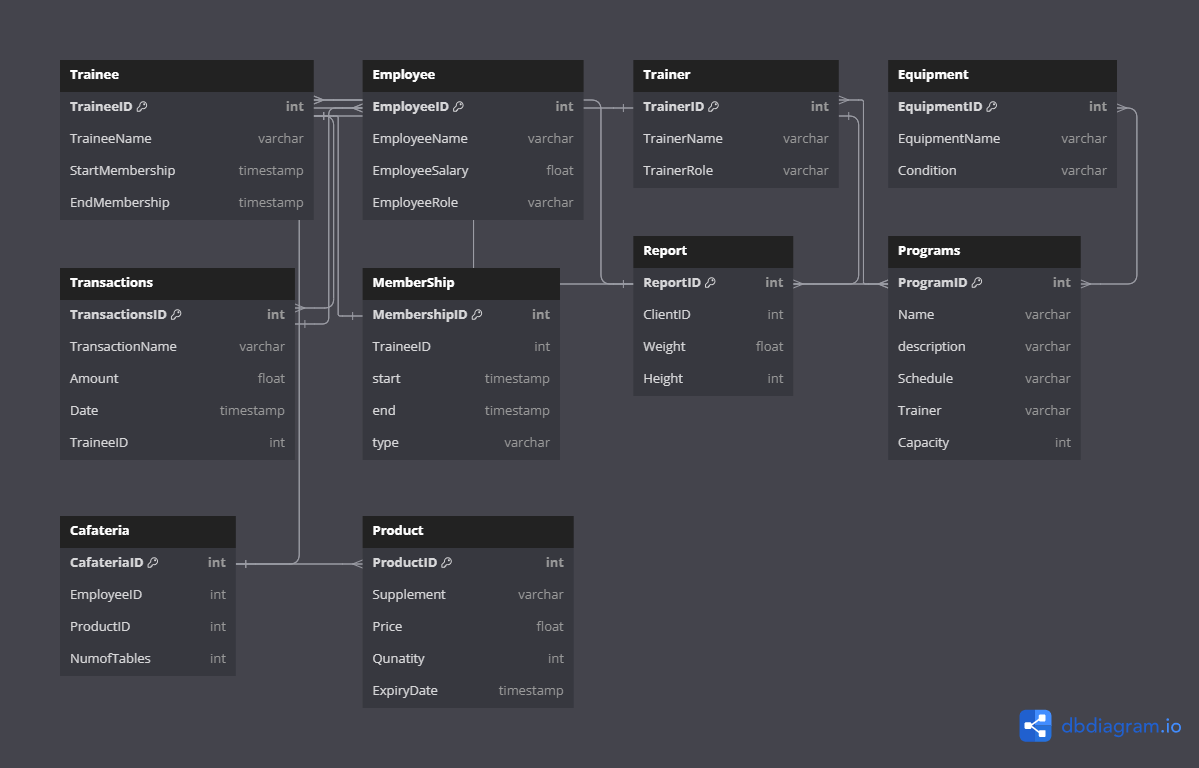 Trainee
TraineeID int
TraineeName varchar
StartMembership timestamp
EndMembership timestamp
Employee
EmployeeID int
EmployeeName varchar
EmployeeSalary float
EmployeeRole varchar
Trainer
TrainerID int
TrainerName varchar
TrainerRole varchar
Equipment
EquipmentID int
EquipmentName varchar
Condition varchar
Transactions
TransactionsID int
TransactionName varchar
Amount float
Date timestamp
TraineeID int
MemberShip
MembershipID int
TraineeID int
start timestamp
end timestamp
type varchar
Report
ReportID int
ClientID int
Weight float
Height int
Programs
ProgramID int
Name varchar
description varchar
Schedule varchar
Trainer varchar
Capacity int
Cafateria
CafateriaID int
EmployeeID int
ProductID int
NumofTables int
Product
ProductID int
Supplement varchar
Price float
Qunatity int
ExpiryDate timestamp
dbdiagram.io